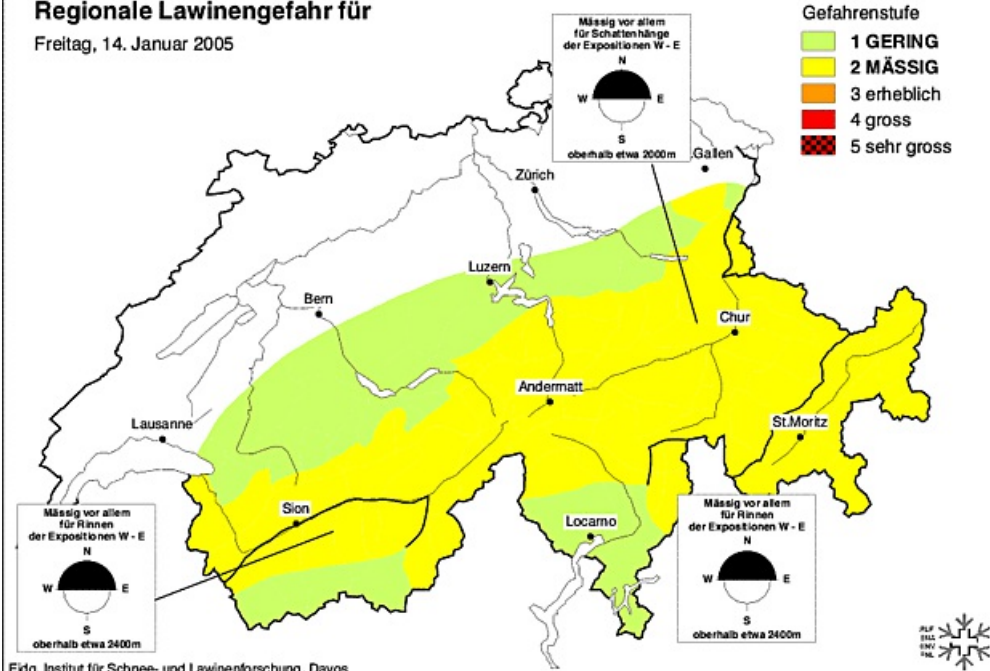 Regionale Lawinengefahr für
Freitag, 14. Januar 2005
Mässig vor allem
für Schattenhänge
der Expositionen W - E
N
W E
S
oberhalb etwa 2000m
Gefahrenstufe
1 GERING
2 MÄSSIG
3 erheblich
4 gross
5 sehr gross
.Gallen
Zürich
Luzern
Bern
Chur
Andermatt
Lausanne
St.Moritz
Sion
Locarno
Mässig vor allem
für Rinnen
der Expositionen W - E
N
W E
S
oberhalb etwa 2400m
Mässig vor allem
für Rinnen
der Expositionen W - E
N
W E
S
oberhalb etwa 2400m
Eidg. Institut für Schnee- und Lawinenforschung, Davos